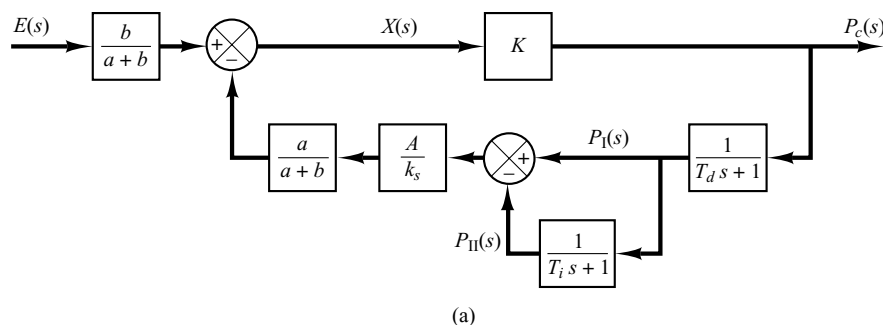 E(s)
b
a + b
+
−
X(s)
K
P_c(s)
a
a + b
A
k_s
+
−
P_I(s)
1
T_d s + 1
P_II(s)
1
T_i s + 1
(a)